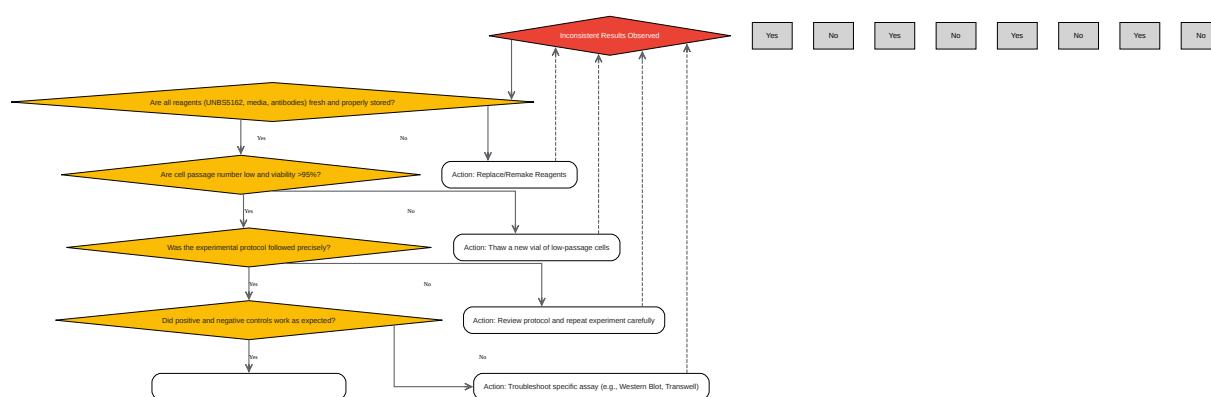 Inconsistent Results Observed
Yes
No
Yes
No
Yes
No
Yes
No
Are all reagents (UNBS5162, media, antibodies) fresh and properly stored?
Yes
No
Are cell passage number low and viability >95%?
Action: Replace/Remake Reagents
Yes
No
Was the experimental protocol followed precisely?
Action: Thaw a new vial of low-passage cells
Yes
No
Did positive and negative controls work as expected?
Action: Review protocol and repeat experiment carefully
Yes
No
Action: Troubleshoot specific assay (e.g., Western Blot, Transwell)